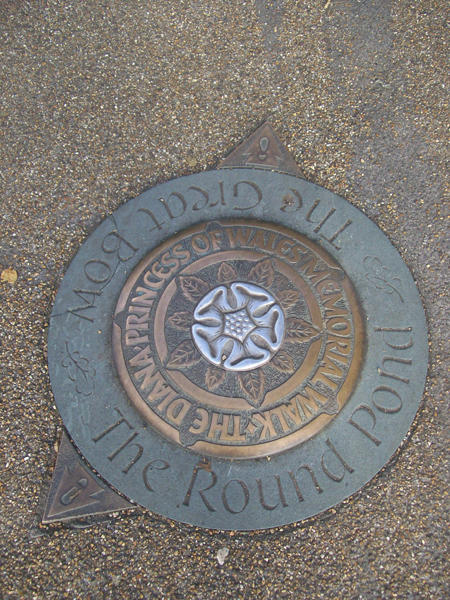 The Great Bow
The Round Pond
THE DIANA PRINCESS OF WALES MEMORIAL WALK